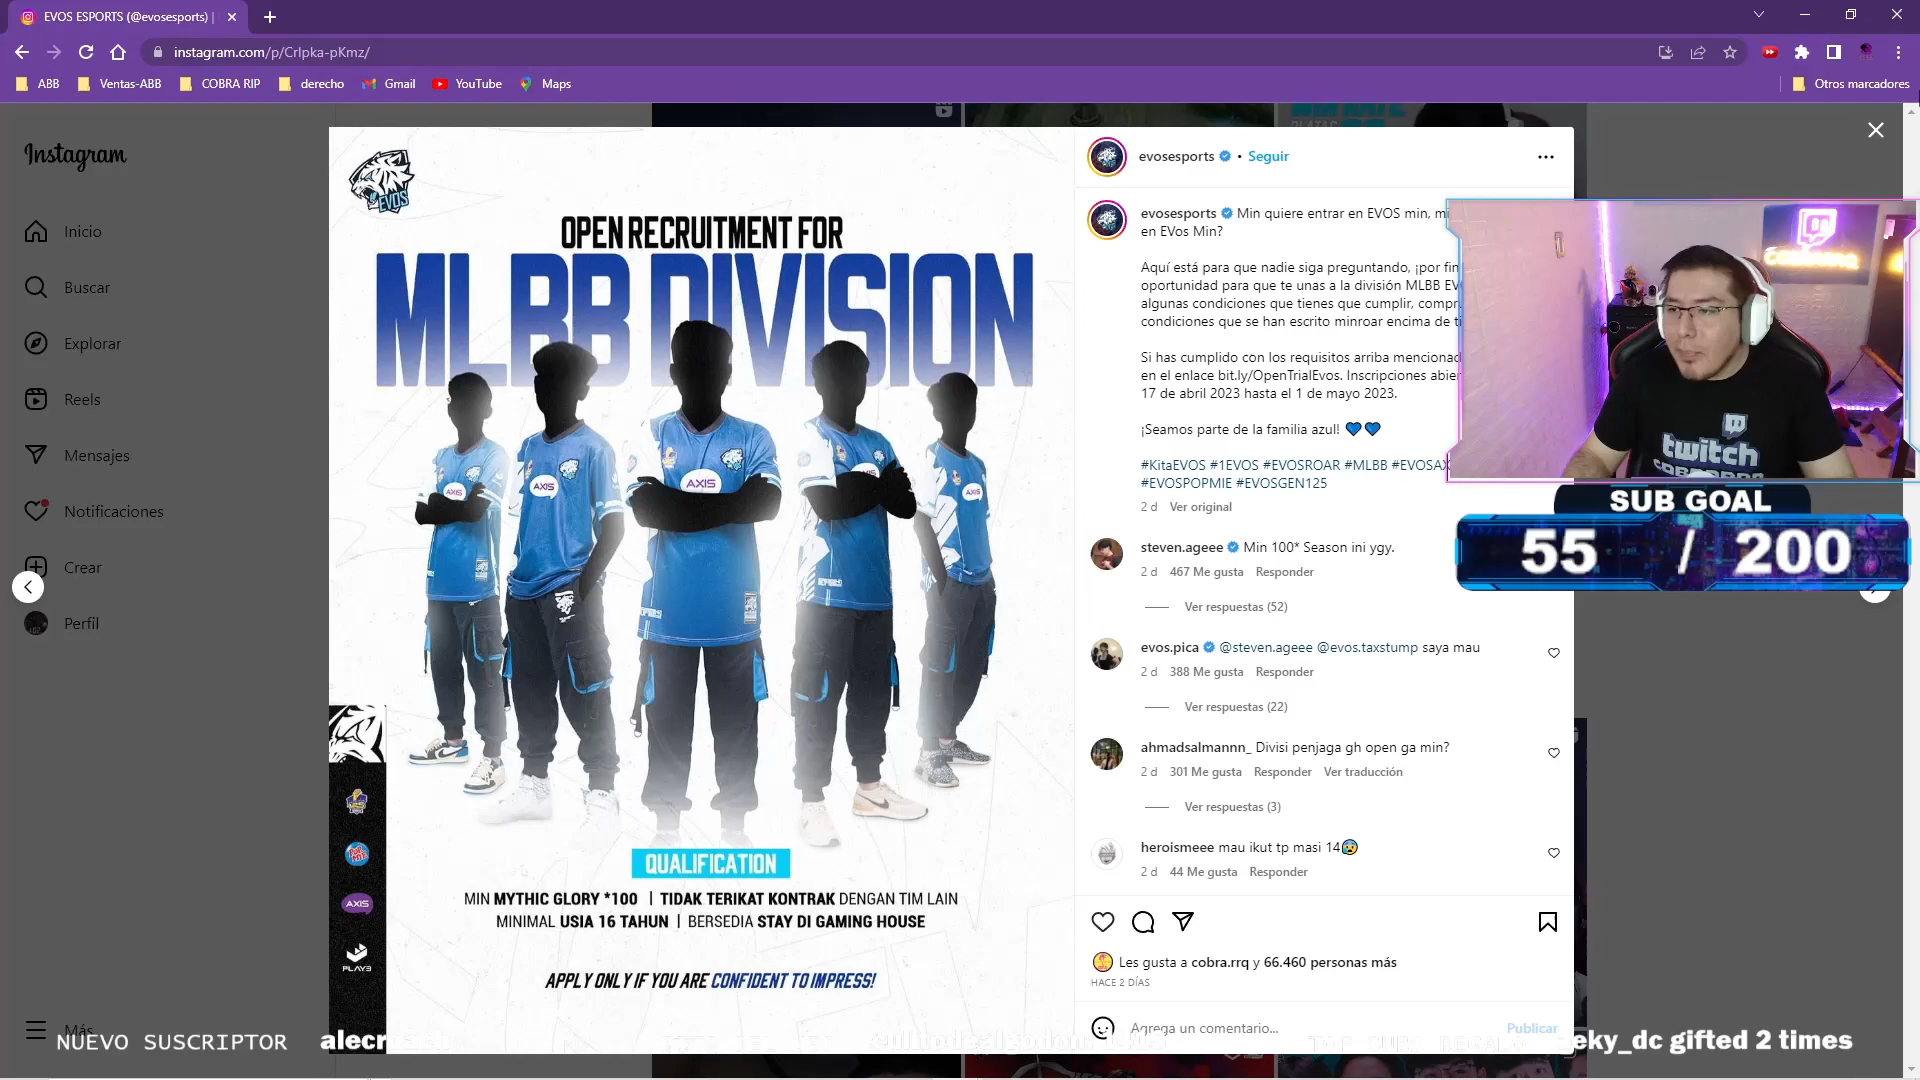 EVOS ESPORTS (@evosesports) |
instagram.com/p/Crlpka-pKmz/
ABB
Ventas-ABB
COBRA RIP
derecho
Gmail
YouTube
Maps
Otros marcadores
Instagram
Inicio
Buscar
Explorar
Reels
Mensajes
Notificaciones
Crear
Perfil
Más
EVOS
OPEN RECRUITMENT FOR
MLBB DIVISION
AXIS
AXIS
AXIS
AXIS
AXIS
PLAY3
QUALIFICATION
MIN MYTHIC GLORY *100 | TIDAK TERIKAT KONTRAK DENGAN TIM LAIN
MINIMAL USIA 16 TAHUN | BERSEDIA STAY DI GAMING HOUSE
APPLY ONLY IF YOU ARE CONFIDENT TO IMPRESS!
evosesports • Seguir
evosesports Min quiere entrar en EVOS min,
en EVos Min?
Aquí está para que nadie siga preguntando, ¡por
oportunidad para que te unas a la división MLBB
algunas condiciones que tienes que cumplir,
condiciones que se han escrito minroar encima de
Si has cumplido con los requisitos arriba
en el enlace bit.ly/OpenTrialEvos. Inscripciones
17 de abril 2023 hasta el 1 de mayo 2023.
¡Seamos parte de la familia azul! 💙💙
#KitaEVOS #1EVOS #EVOSROAR #MLBB
#EVOSPOPMIE #EVOSGEN125
2 d Ver original
steven.ageee Min 100* Season ini ygy.
2 d 467 Me gusta Responder
Ver respuestas (52)
evos.pica @steven.ageee @evos.taxstump saya mau
2 d 388 Me gusta Responder
Ver respuestas (22)
ahmadsalmannn_ Divisi penjaga gh open ga min?
2 d 301 Me gusta Responder Ver traducción
Ver respuestas (3)
heroismeee mau ikut tp masi 14😰
2 d 44 Me gusta Responder
Les gusta a cobra.rrq y 66.460 personas más
HACE 2 DÍAS
Agrega un comentario...
Publicar
twitch
SUB GOAL
55 / 200
NUEVO SUSCRIPTOR
gifted 2 times